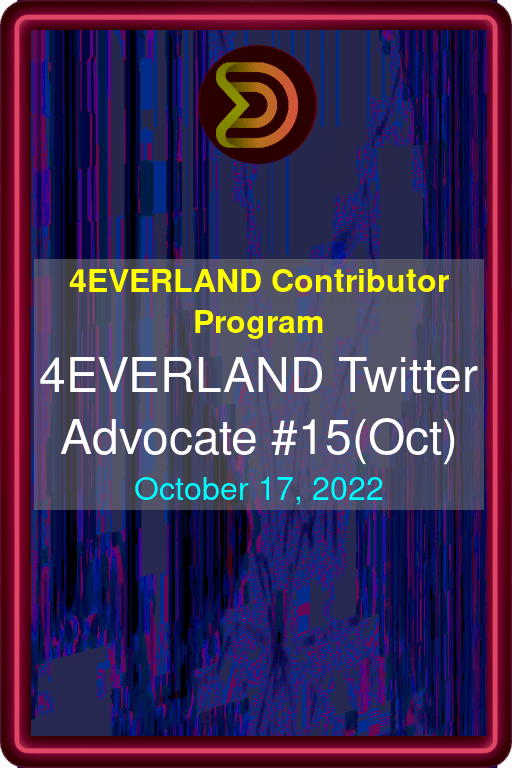 4EVERLAND Contributor
Program
4EVERLAND Twitter
Advocate #15(Oct)
October 17, 2022